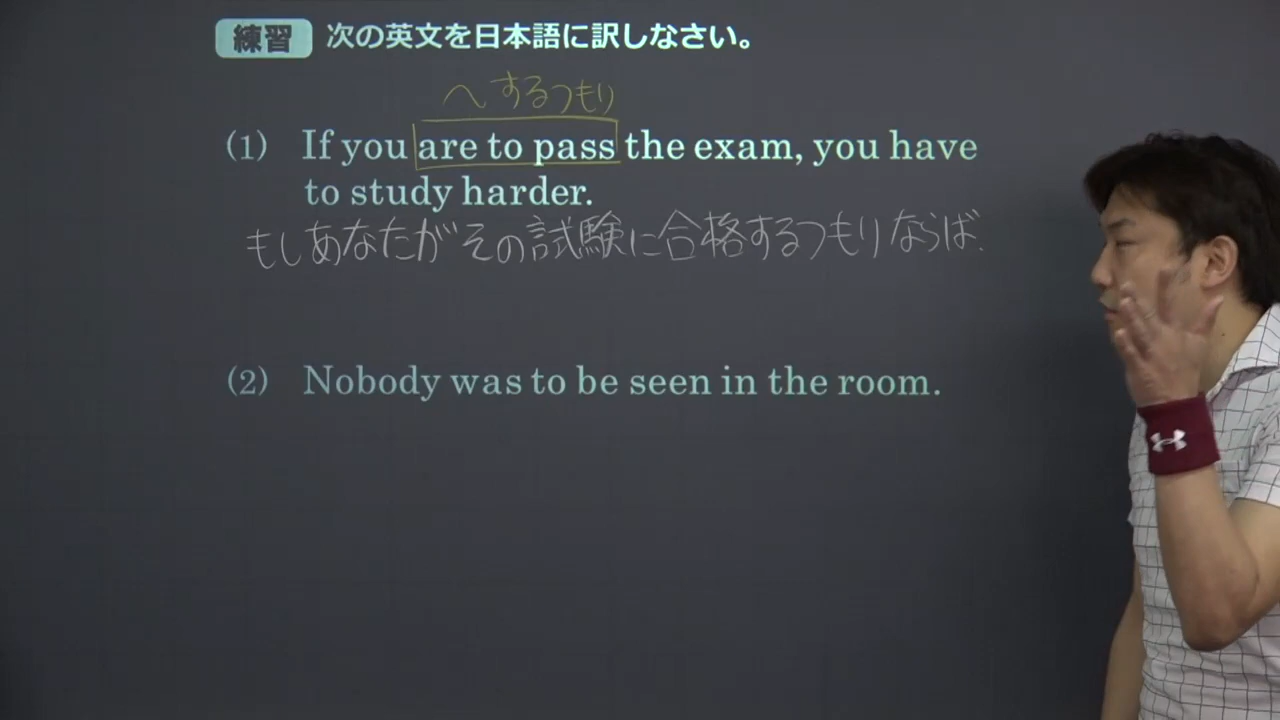 練習 次の英文を日本語に訳しなさい。
〜するつもり
(1) If you are to pass the exam, you have
to study harder.
もしあなたがその試験に合格するつもりならば、
(2) Nobody was to be seen in the room.